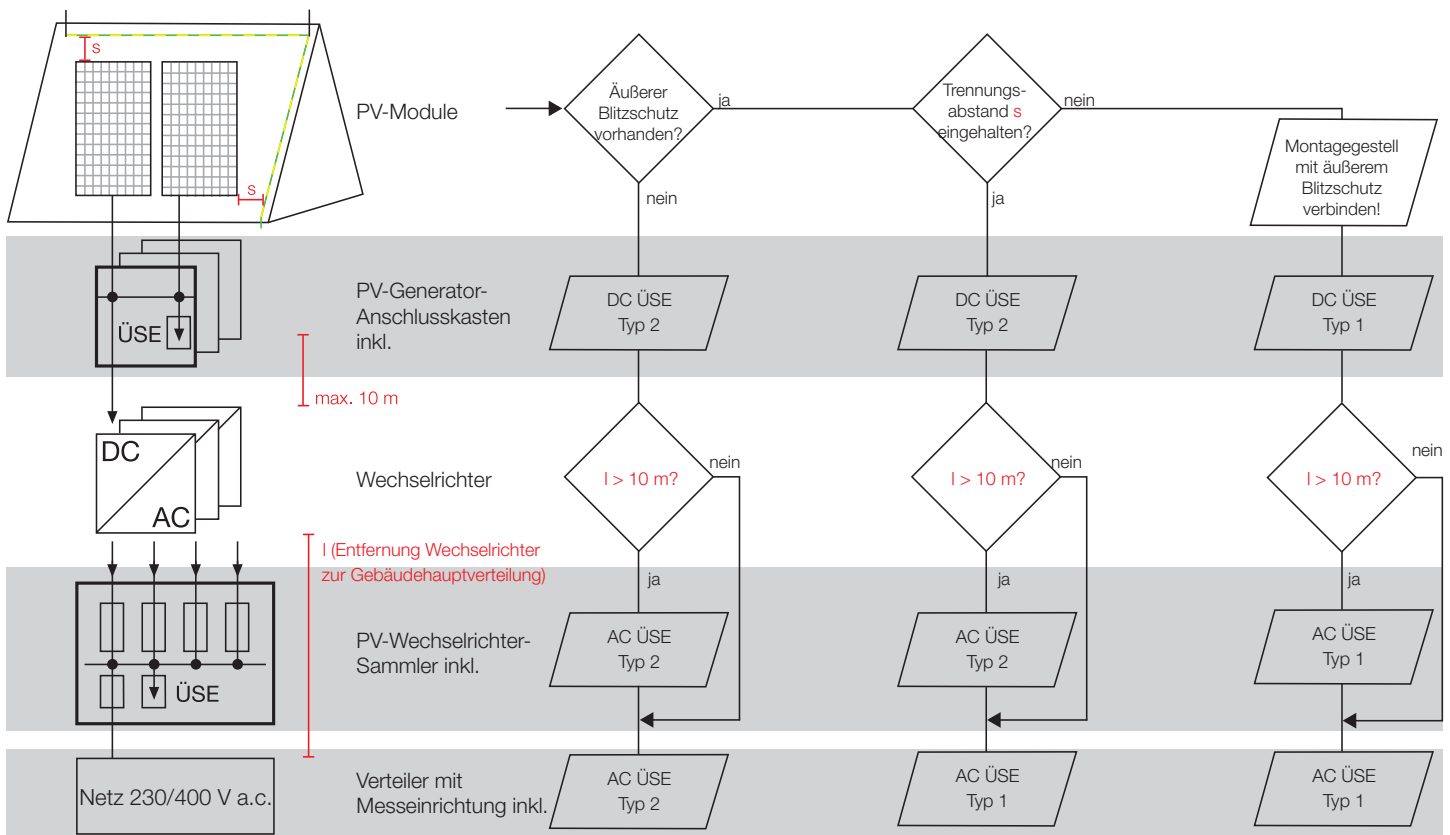 s
s
PV-Module
Äußerer
Blitzschutz
vorhanden?
ja
nein
Trennungs-
abstand s
eingehalten?
nein
ja
Montagegestell
mit äußerem
Blitzschutz
verbinden!
ÜSE
PV-Generator-
Anschlusskasten
inkl.
DC ÜSE
Typ 2
DC ÜSE
Typ 2
DC ÜSE
Typ 1
max. 10 m
DC
AC
Wechselrichter
l > 10 m?
nein
ja
l > 10 m?
nein
ja
l > 10 m?
nein
ja
l (Entfernung Wechselrichter
zur Gebäudehauptverteilung)
ÜSE
PV-Wechselrichter-
Sammler inkl.
AC ÜSE
Typ 2
AC ÜSE
Typ 2
AC ÜSE
Typ 1
Netz 230/400 V a.c.
Verteiler mit
Messeinrichtung inkl.
AC ÜSE
Typ 2
AC ÜSE
Typ 1
AC ÜSE
Typ 1